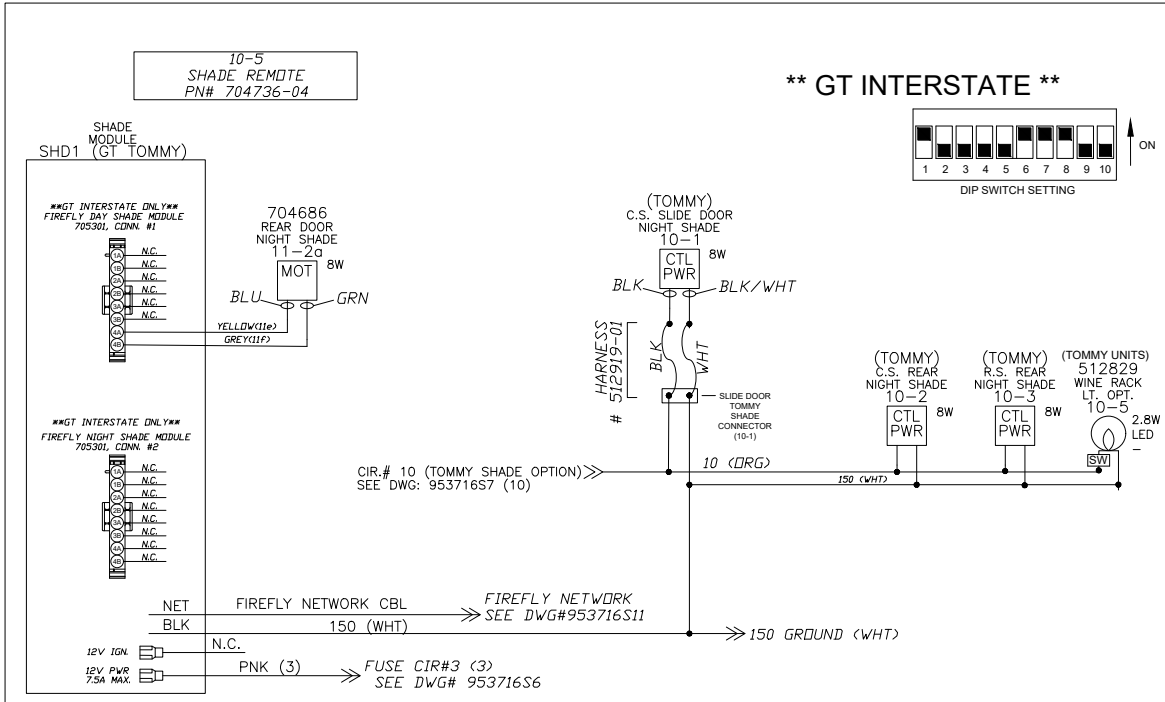 10-5
SHADE REMOTE
PN# 704736-04
** GT INTERSTATE **
ON
1 2 3 4 5 6 7 8 9 10
DIP SWITCH SETTING
SHADE
MODULE
SHD1 (GT TOMMY)
**GT INTERSTATE ONLY**
FIREFLY DAY SHADE MODULE
705301, CONN. #1
1A N.C.
1B N.C.
2A N.C.
2B N.C.
3A N.C.
3B N.C.
4A YELLOW(11e)
4B GREY(11f)
704686
REAR DOOR
NIGHT SHADE
11-2a
MOT 8W
BLU GRN
(TOMMY)
C.S. SLIDE DOOR
NIGHT SHADE
10-1
CTL
PWR
8W
BLK BLK/WHT
HARNESS
# 512919-01
BLK
WHT
SLIDE DOOR
TOMMY
SHADE
CONNECTOR
(10-1)
(TOMMY)
C.S. REAR
NIGHT SHADE
10-2
CTL
PWR
8W
(TOMMY)
R.S. REAR
NIGHT SHADE
10-3
CTL
PWR
8W
(TOMMY UNITS)
512829
WINE RACK
LT. OPT.
10-5
2.8W
LED
-
SW
CIR.# 10 (TOMMY SHADE OPTION)
SEE DWG: 953716S7 (10)
10 (ORG)
150 (WHT)
**GT INTERSTATE ONLY**
FIREFLY NIGHT SHADE MODULE
705301, CONN. #2
1A N.C.
1B N.C.
2A N.C.
2B N.C.
3A N.C.
3B N.C.
4A N.C.
4B N.C.
NET FIREFLY NETWORK CBL
FIREFLY NETWORK
SEE DWG#953716S11
BLK 150 (WHT)
150 GROUND (WHT)
12V IGN. N.C.
12V PWR
7.5A MAX.
PNK (3)
FUSE CIR#3 (3)
SEE DWG# 953716S6